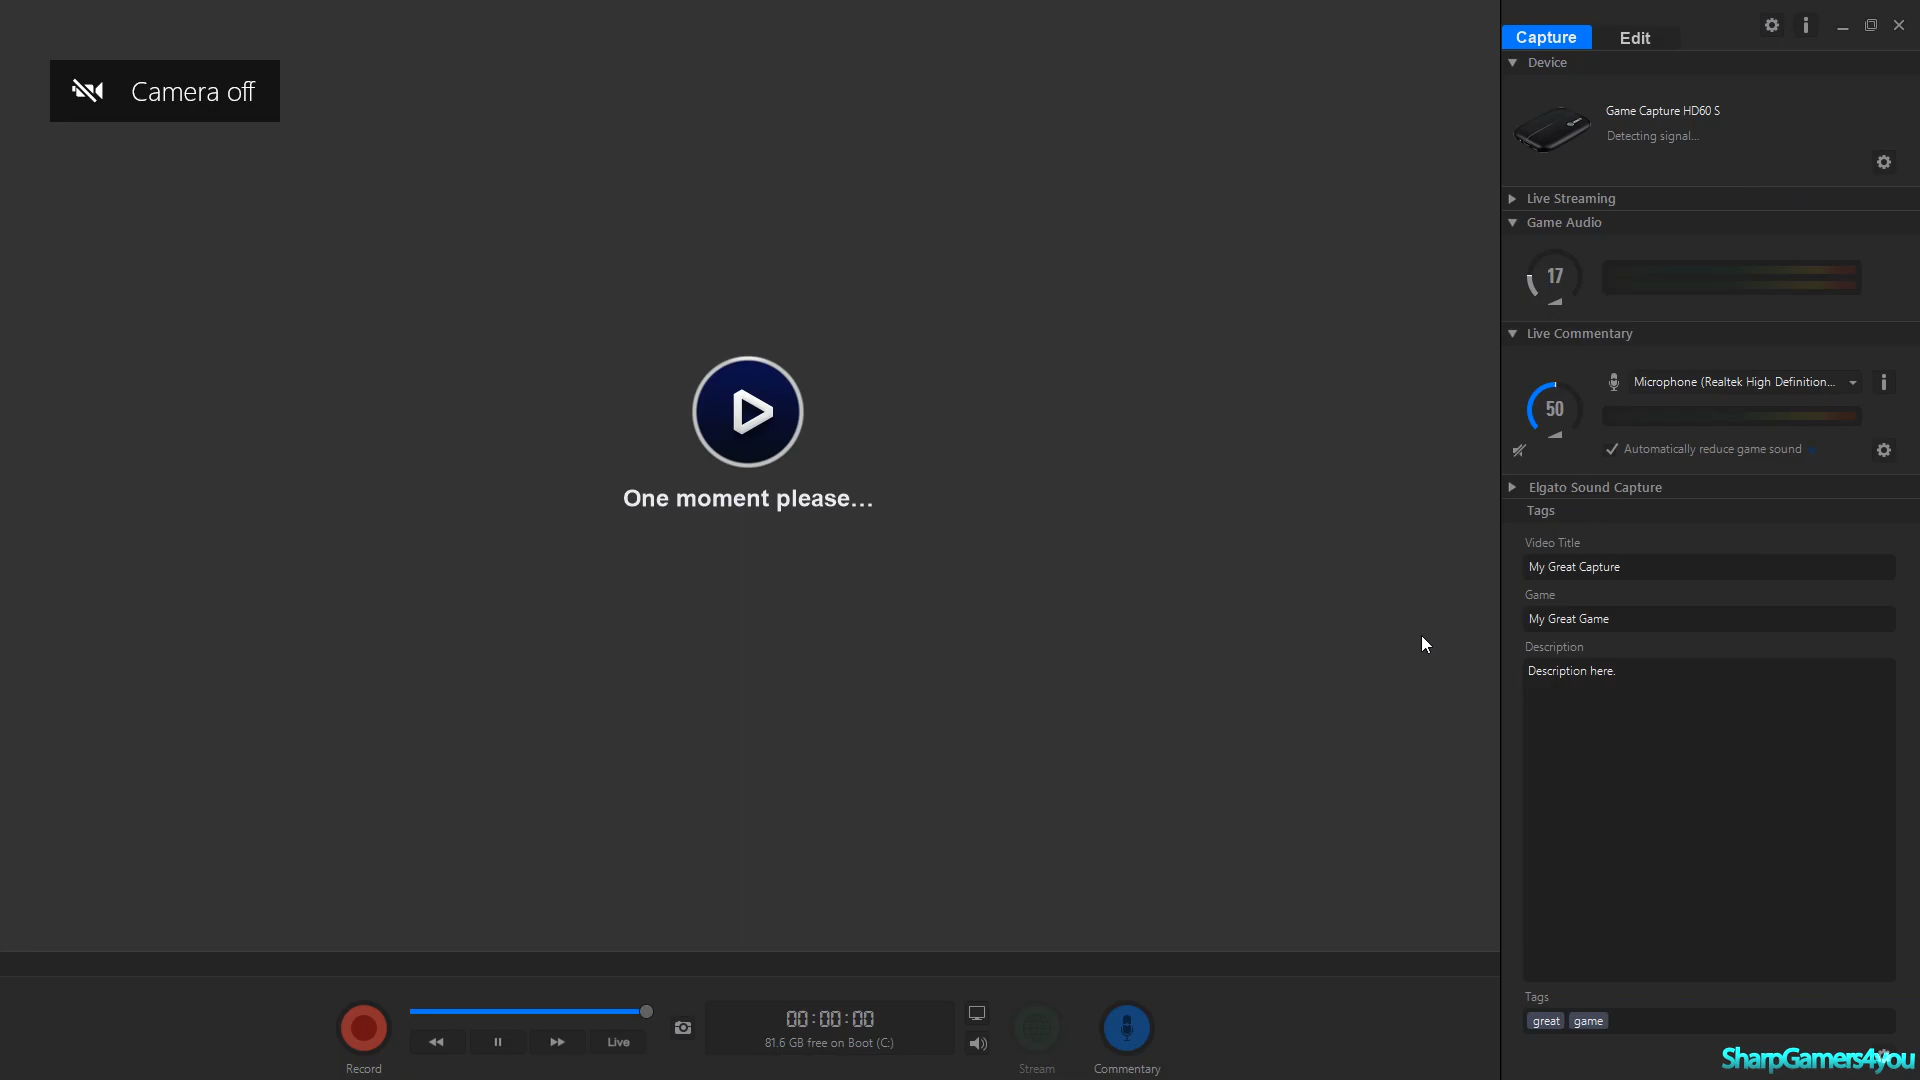 Camera off
One moment please...
Capture
Edit
Device
Game Capture HD60 S
Detecting signal...
Live Streaming
Game Audio
17
Live Commentary
Microphone (Realtek High Definition...
50
Automatically reduce game sound
Elgato Sound Capture
Tags
Video Title
My Great Capture
Game
My Great Game
Description
Description here.
Tags
great game
Record
Live
00:00:00
81.6 GB free on Boot (C:)
Stream
Commentary
SharpGamers4you